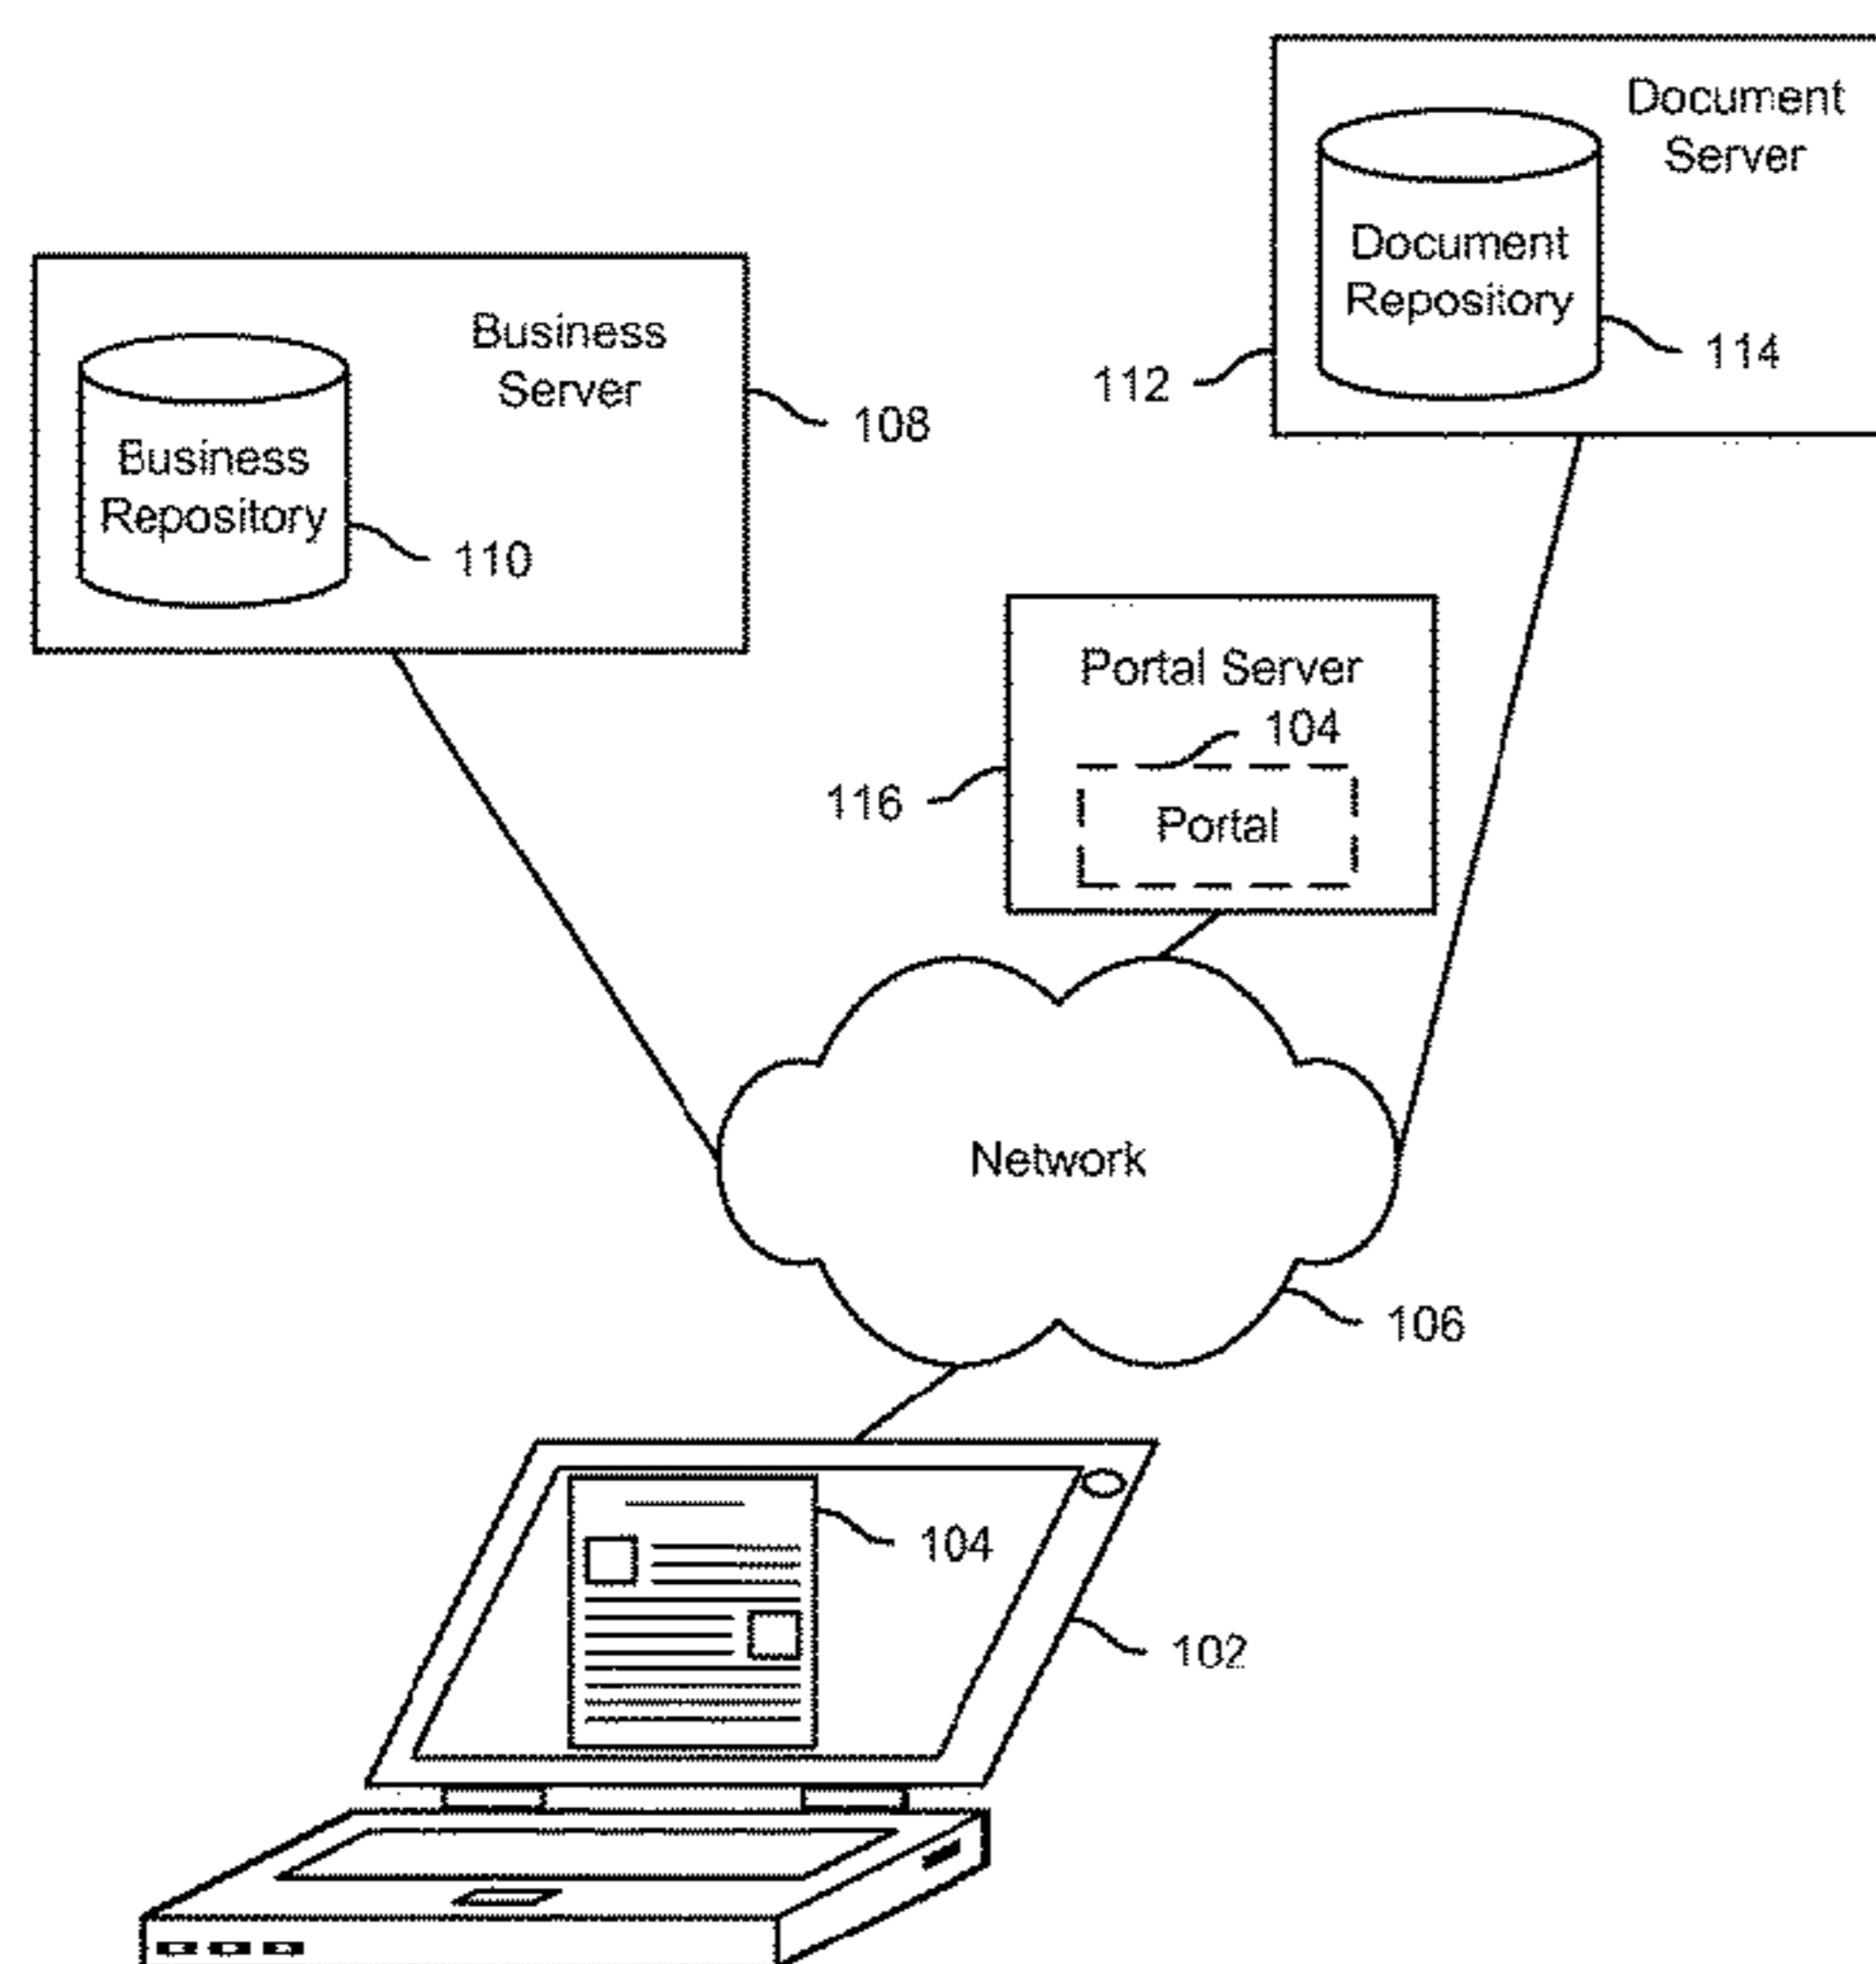 Document
Server
Document
Repository
114
112
Business
Server
108
Business
Repository
110
Portal Server
104
116
Portal
Network
106
104
102